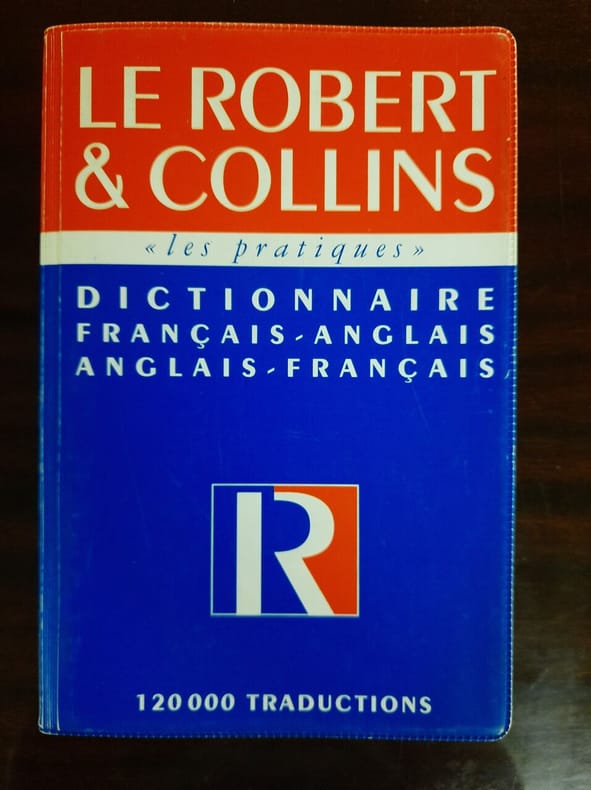 LE ROBERT
& COLLINS
« les pratiques »
DICTIONNAIRE
FRANÇAIS-ANGLAIS
ANGLAIS-FRANÇAIS
R
120 000 TRADUCTIONS